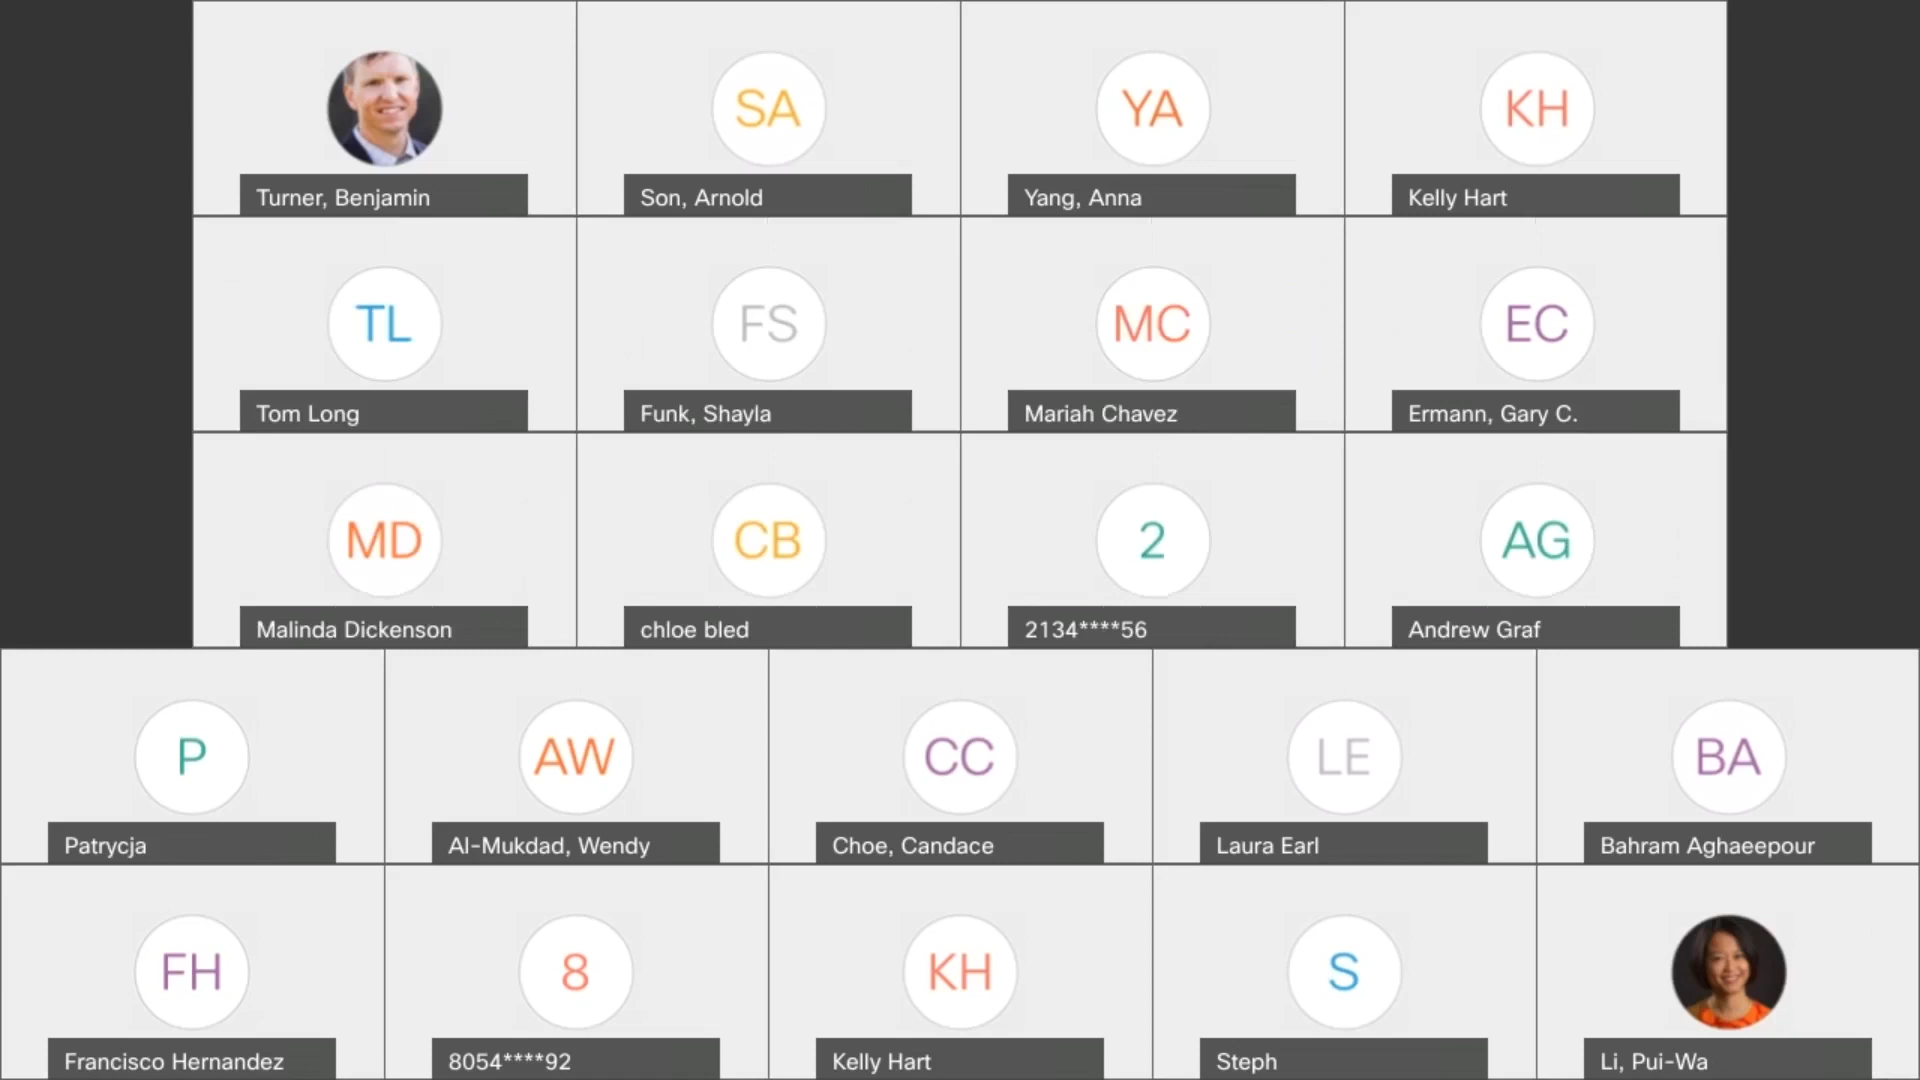 SA
YA
KH
Turner, Benjamin
Son, Arnold
Yang, Anna
Kelly Hart
TL
FS
MC
EC
Tom Long
Funk, Shayla
Mariah Chavez
Ermann, Gary C.
MD
CB
2
AG
Malinda Dickenson
chloe bled
2134****56
Andrew Graf
P
AW
CC
LE
BA
Patrycja
Al-Mukdad, Wendy
Choe, Candace
Laura Earl
Bahram Aghaeepour
FH
8
KH
S
Francisco Hernandez
8054****92
Kelly Hart
Steph
Li, Pui-Wa